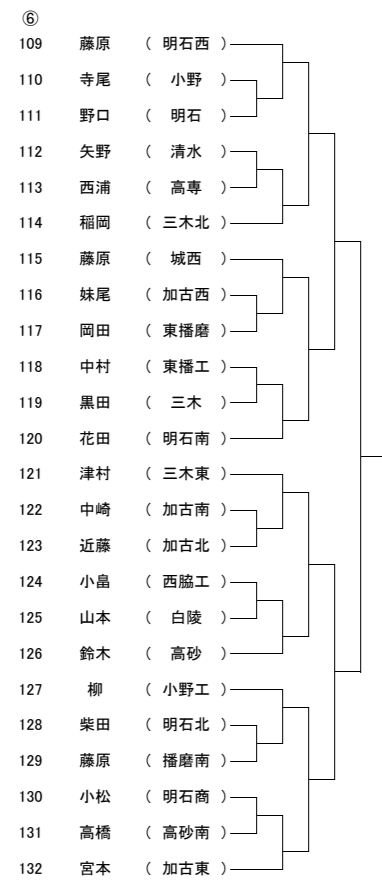 ⑥
109 藤原 ( 明石西 )
110 寺尾 ( 小野 )
111 野口 ( 明石 )
112 矢野 ( 清水 )
113 西浦 ( 高専 )
114 稲岡 ( 三木北 )
115 藤原 ( 城西 )
116 妹尾 ( 加古西 )
117 岡田 ( 東播磨 )
118 中村 ( 東播工 )
119 黒田 ( 三木 )
120 花田 ( 明石南 )
121 津村 ( 三木東 )
122 中崎 ( 加古南 )
123 近藤 ( 加古北 )
124 小畠 ( 西脇工 )
125 山本 ( 白陵 )
126 鈴木 ( 高砂 )
127 柳 ( 小野工 )
128 柴田 ( 明石北 )
129 藤原 ( 播磨南 )
130 小松 ( 明石商 )
131 高橋 ( 高砂南 )
132 宮本 ( 加古東 )